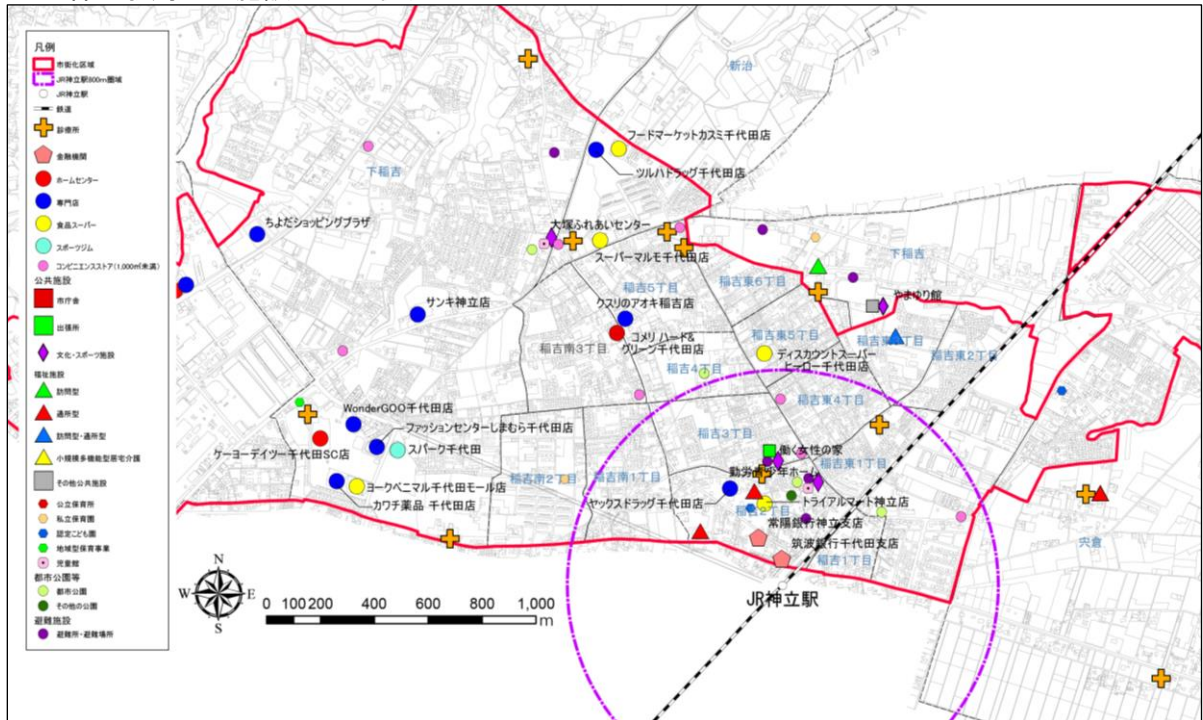 凡例
市街化区域
JR神立駅800m圏域
JR神立駅
鉄道
診療所
金融機関
ホームセンター
専門店
食品スーパー
スポーツジム
コンビニエンスストア(1,000㎡未満)
公共施設
市庁舎
出張所
文化・スポーツ施設
福祉施設
訪問型
通所型
訪問型・通所型
小規模多機能型居宅介護
その他公共施設
公立保育所
私立保育園
認定こども園
地域型保育事業
児童館
都市公園等
都市公園
その他の公園
避難施設
避難所・避難場所
新治
フードマーケットカスミ千代田店
ツルハドラッグ千代田店
下稲吉
ちよだショッピングプラザ
大塚ふれあいセンター
スーパーマルモ千代田店
下稲吉
稲吉東6丁目
やまゆり館
稲吉5丁目
サンキ神立店
クスリのアオキ稲吉店
コメリ ハード&
グリーン千代田店
稲吉南3丁目
稲吉東5丁目
稲吉東2丁目
ディスカウントスーパー
ヒーロー千代田店
稲吉4丁目
稲吉東4丁目
WonderGOO千代田店
ファッションセンターしまむら千代田店
スパーク千代田
ケーヨーデイツー千代田SC店
稲吉3丁目
働く女性の家
稲吉東1丁目
勤労青少年ホーム
稲吉南2丁目
稲吉南1丁目
ヨークベニマル千代田モール店
カワチ薬品 千代田店
ヤックスドラッグ千代田店
トライアルマート神立店
稲吉2丁目
常陽銀行神立支店
筑波銀行千代田支店
稲吉1丁目
宍倉
JR神立駅
N
W
E
S
0 100 200 400 600 800 1,000
m